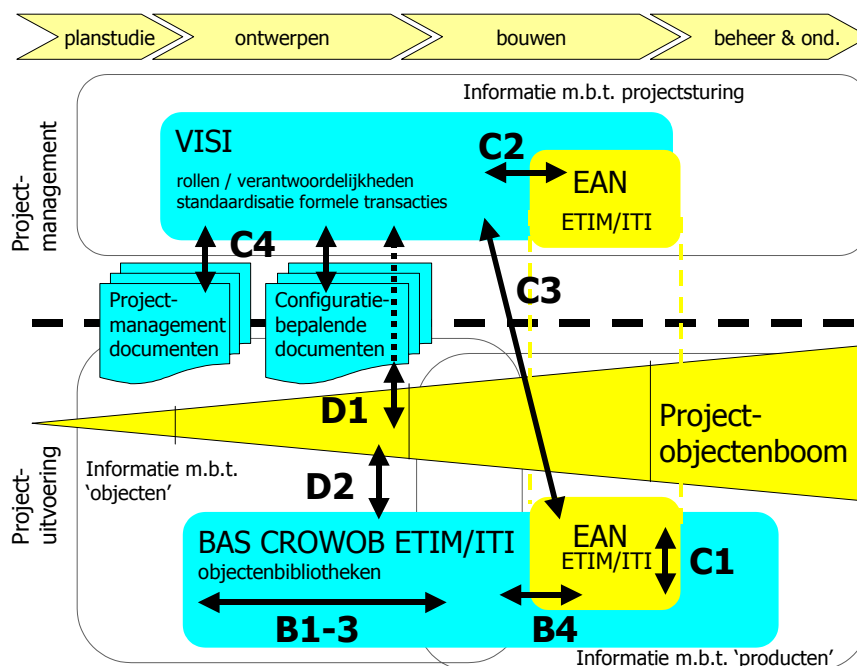 planstudie
ontwerpen
bouwen
beheer & ond.
Project-
management
Informatie m.b.t. projectsturing
VISI
rollen / verantwoordelijkheden
standaardisatie formele transacties
C2
EAN
ETIM/ITI
C4
C3
Project-
management
documenten
Configuratie-
bepalende
documenten
D1
Project-
objectenboom
Project-
uitvoering
Informatie m.b.t.
‘objecten’
D2
BAS CROWOB ETIM/ITI
objectenbibliotheken
EAN
ETIM/ITI
C1
B1-3
B4
Informatie m.b.t. ‘producten’